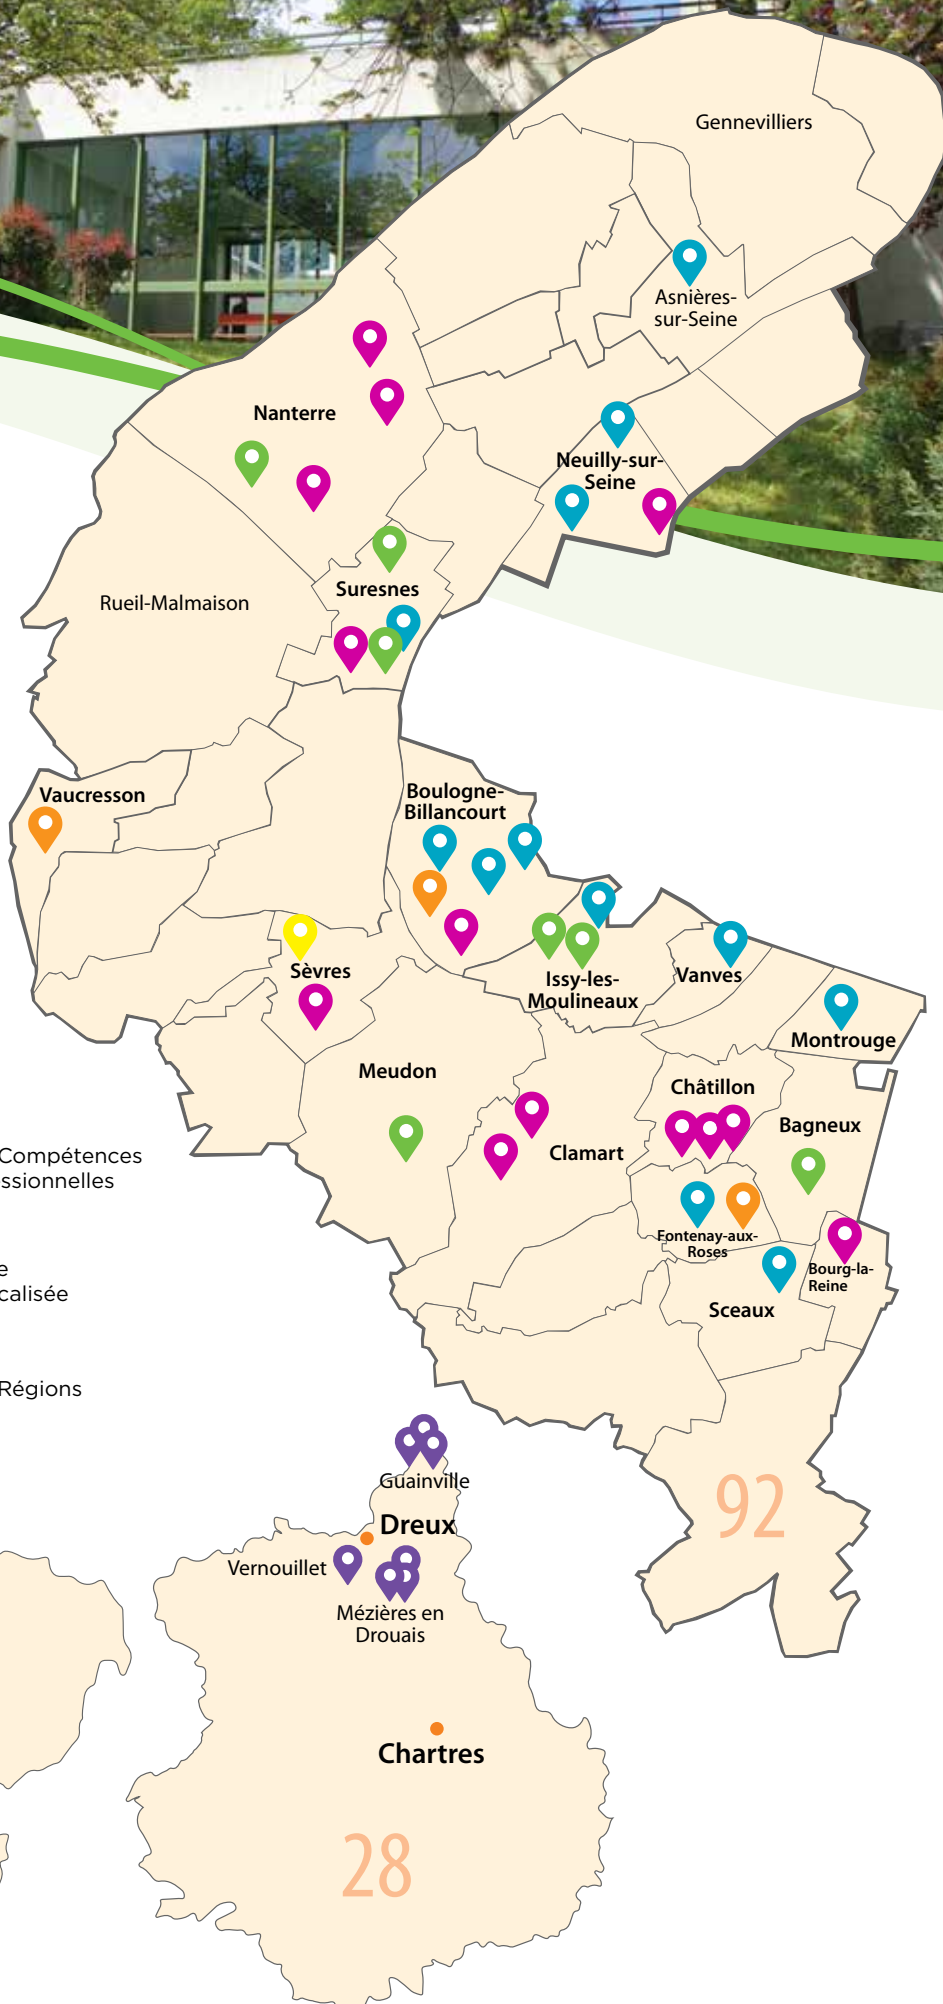 Gennevilliers
Asnières-
sur-Seine
Nanterre
Neuilly-sur-
Seine
Suresnes
Rueil-Malmaison
Vaucresson
Boulogne-
Billancourt
Sèvres
Issy-les-
Moulineaux
Vanves
Montrouge
Meudon
Châtillon
Bagneux
Clamart
Compétences
ssionnelles
Fontenay-aux-
Roses
Bourg-la-
Reine
e
calisée
Sceaux
Régions
Guainville
92
Dreux
Vernouillet
Mézières en
Drouais
Chartres
28